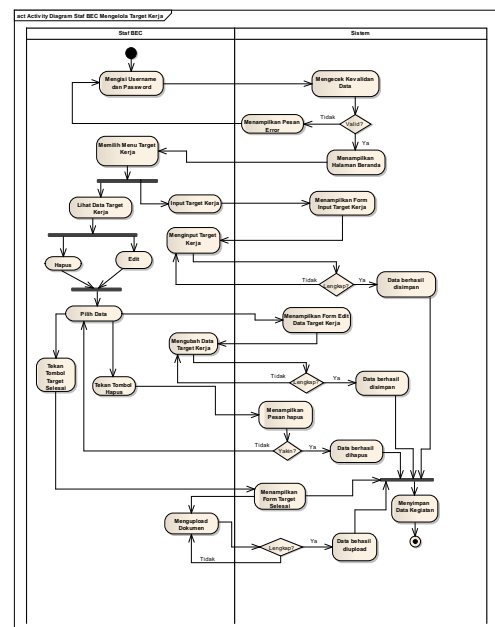 act Activity Diagram Staf BEC Mengelola Target Kerja
Staf BEC
Sistem
Mengisi Username
dan Password
Mengecek Kevalidan
Data
Tidak
Valid?
Menampilkan Pesan
Error
Ya
Memilih Menu Target
Kerja
Menampilkan
Halaman Beranda
Lihat Data Target
Kerja
Input Target Kerja
Menampilkan Form
Input Target Kerja
Menginput Target
Kerja
Hapus
Edit
Tidak
Lengkap?
Ya
Data berhasil
disimpan
Pilih Data
Menampilkan Form Edit
Data Target Kerja
Mengubah Data
Target Kerja
Tekan
Tombol
Target
Selesai
Tekan Tombol
Hapus
Tidak
Lengkap?
Ya
Data berhasil
disimpan
Menampilkan
Pesan hapus
Tidak
Yakin?
Ya
Data berhasil
dihapus
Menampilkan
Form Target
Selesai
Menyimpan
Data Kegiatan
Mengupload
Dokumen
Lengkap?
Ya
Data behasil
diupload
Tidak